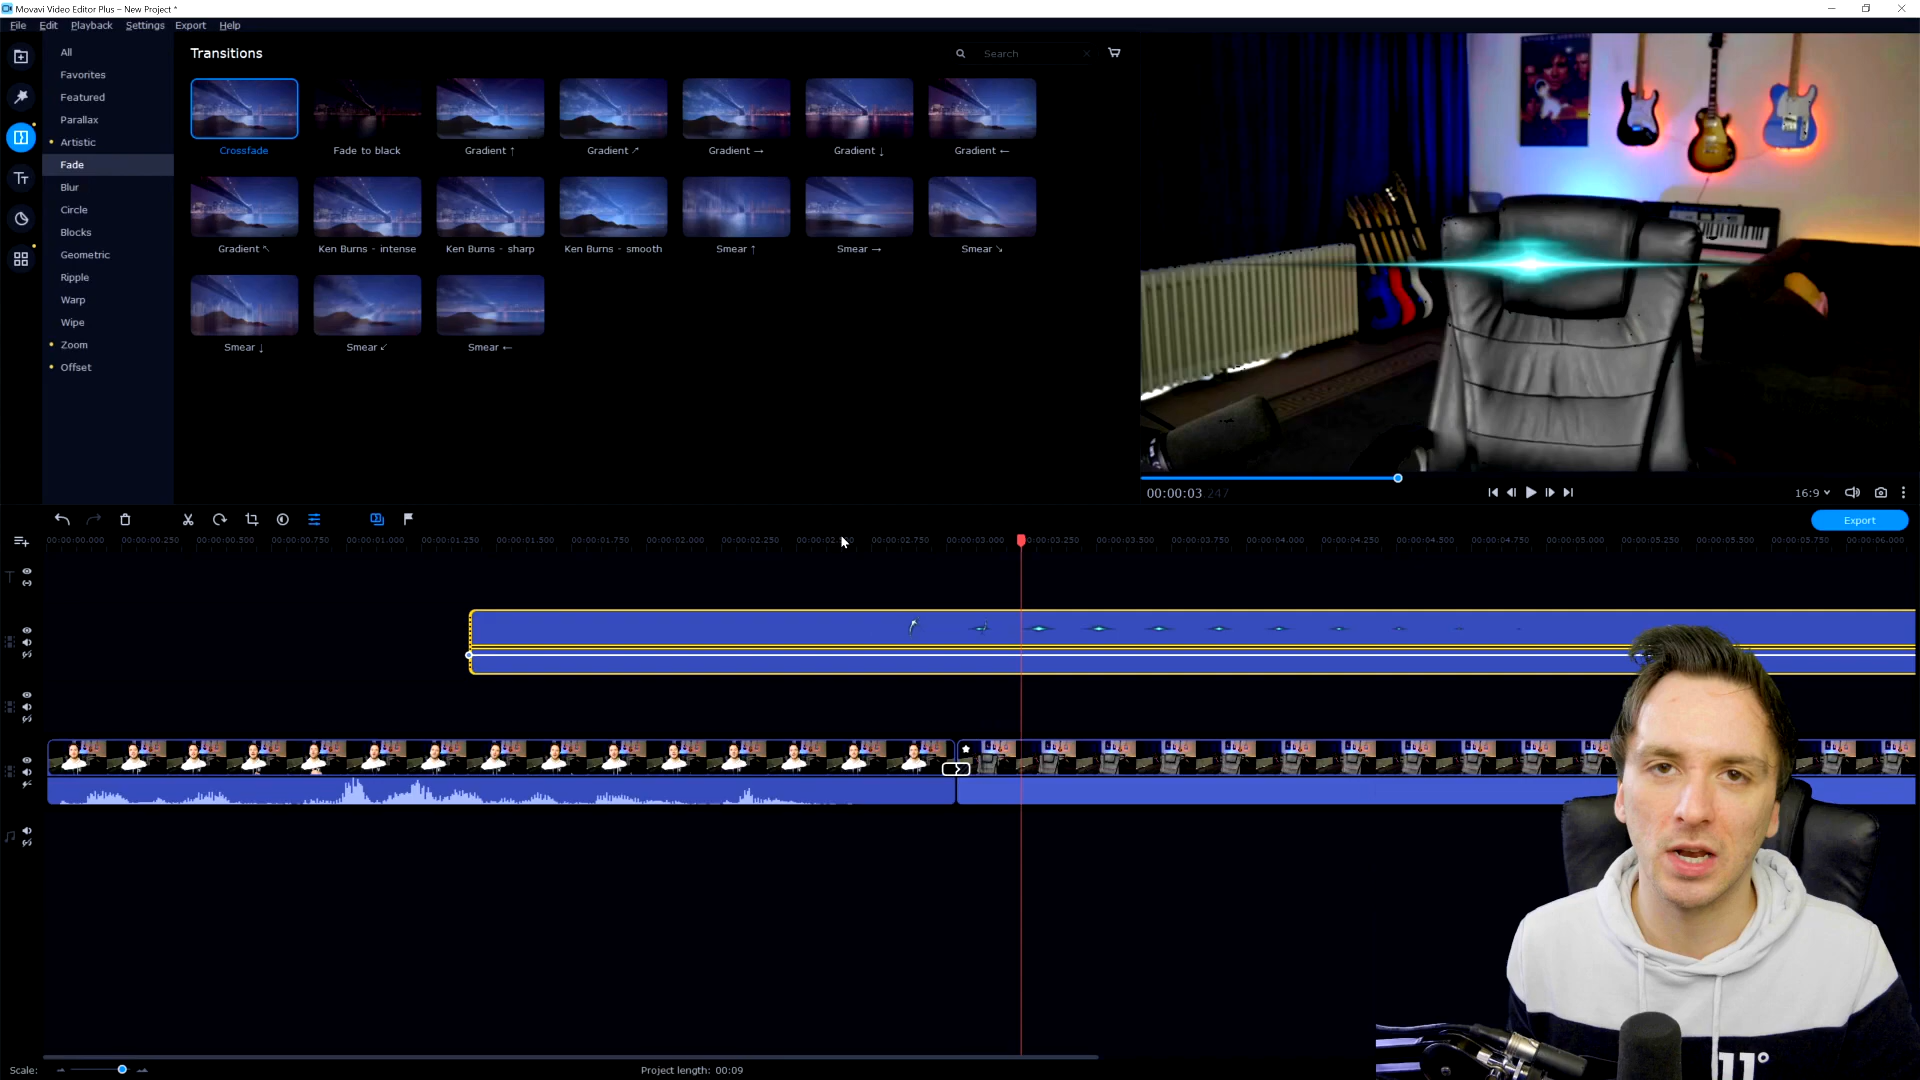 Movavi Video Editor Plus – New Project *
File Edit Playback Settings Export Help
All
Favorites
Featured
Parallax
Artistic
Fade
Blur
Circle
Blocks
Geometric
Ripple
Warp
Wipe
Zoom
Offset
Transitions
Search
Crossfade
Fade to black
Gradient ↑
Gradient ↗
Gradient →
Gradient ↓
Gradient ←
Gradient ↖
Ken Burns - intense
Ken Burns - sharp
Ken Burns - smooth
Smear ↑
Smear →
Smear ↘
Smear ↓
Smear ↙
Smear ←
00:00:03.247
16:9
Export
00:00:00.000 00:00:00.250 00:00:00.500 00:00:00.750 00:00:01.000 00:00:01.250 00:00:01.500 00:00:01.750 00:00:02.000 00:00:02.250 00:00:02.750 00:00:03.000 00:00:03.250 00:00:03.500 00:00:03.750 00:00:04.000 00:00:04.250 00:00:04.500 00:00:04.750 00:00:05.000 00:00:05.250 00:00:05.500 00:00:05.750 00:00:06.000
11°
Scale:
Project length: 00:09